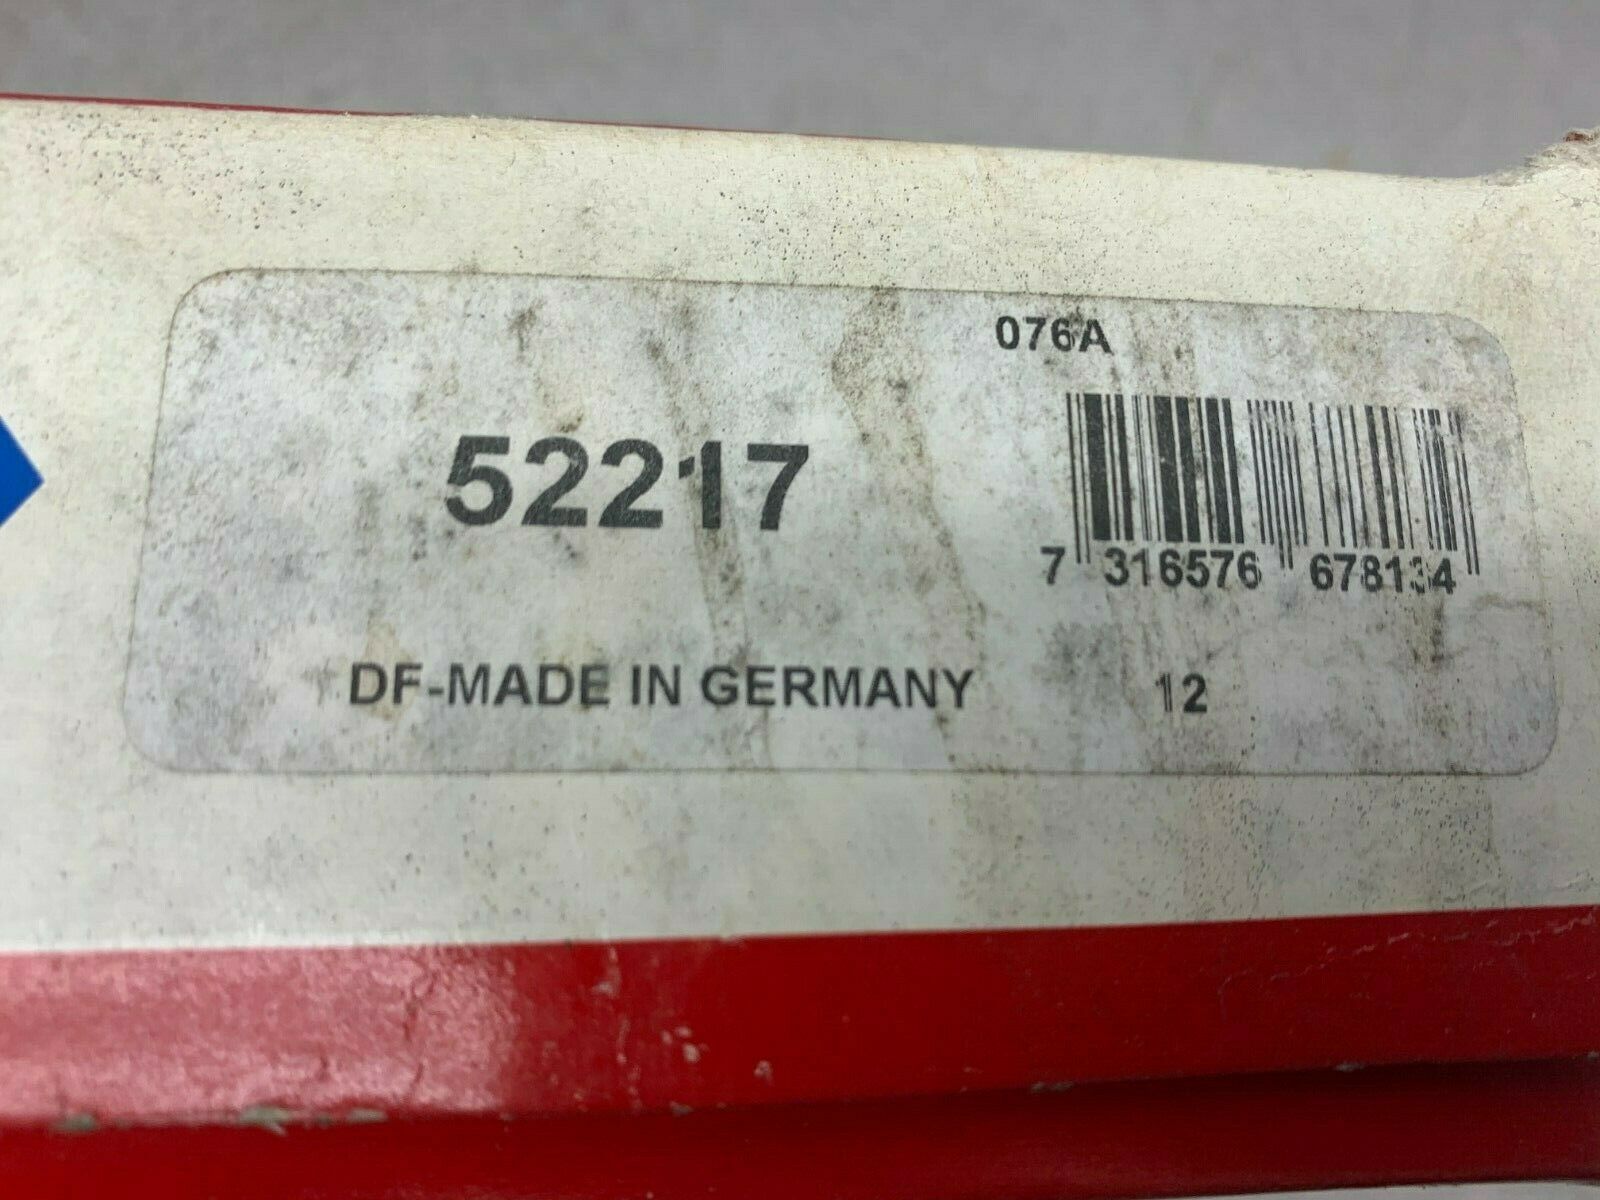 076A
52217
7 316576 678134
DF-MADE IN GERMANY 12